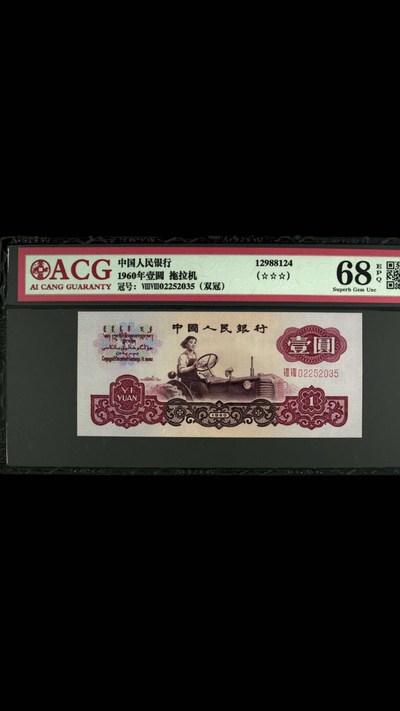 ACG
AI CANG GUARANTY
中国人民银行
1960年壹圆 拖拉机
冠号：ⅧⅧ02252035（双冠）
12988124
(☆☆☆)
68 EPQ
Superb Gem Unc
中國人民銀行
壹圓
ⅧⅧ 02252035
YI
YUAN
1960
1